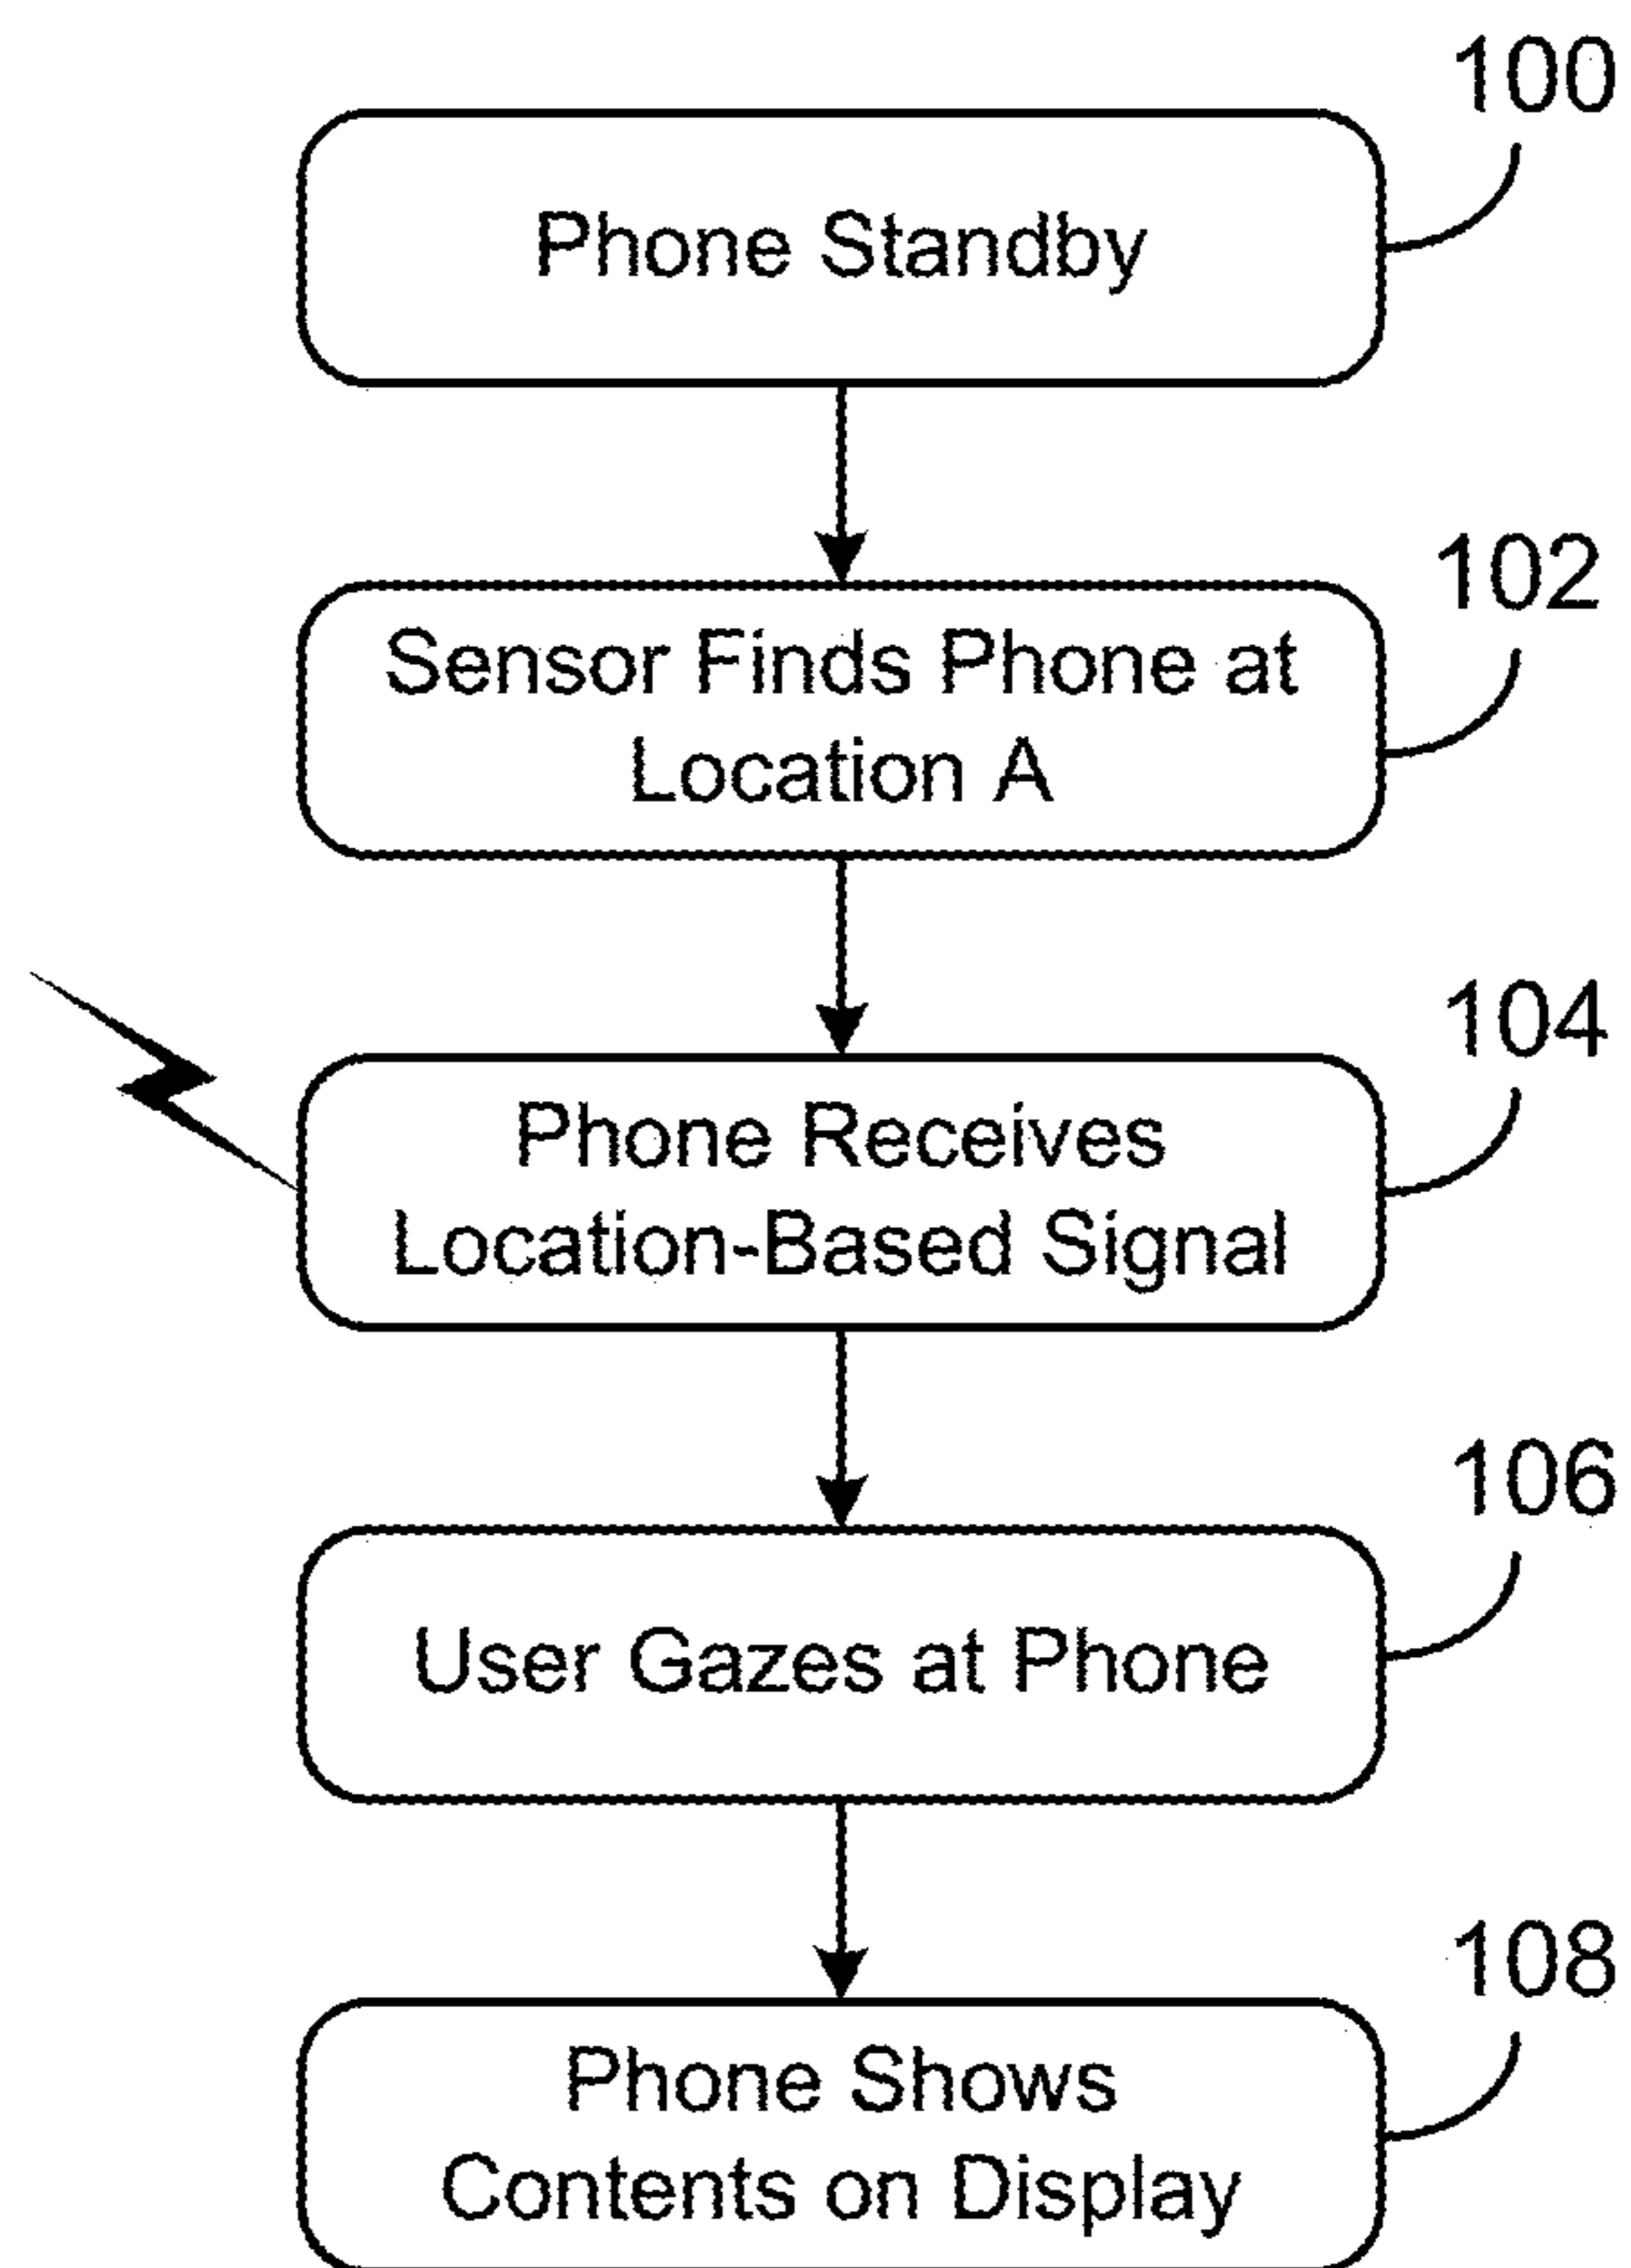 100
Phone Standby
102
Sensor Finds Phone at
Location A
104
Phone Receives
Location-Based Signal
106
User Gazes at Phone
108
Phone Shows
Contents on Display